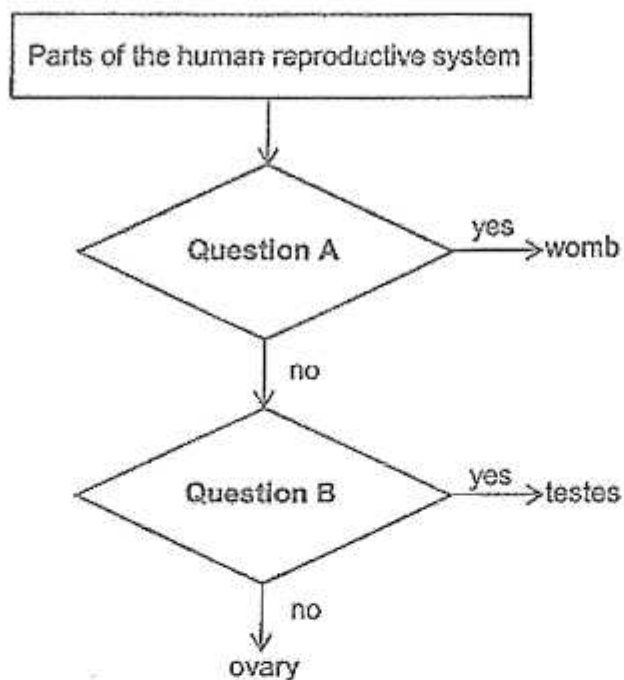 Parts of the human reproductive system
Question A
yes
womb
no
Question B
yes
testes
no
ovary